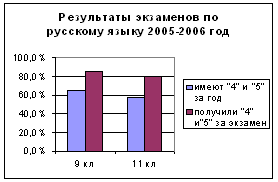 Результаты экзаменов по
русскому языку 2005-2006 год
100,0 %
80,0 %
60,0 %
40,0 %
20,0 %
0,0 %
9 кл
11 кл
имеют "4" и "5"
за год
получили "4"
и"5" за экзамен